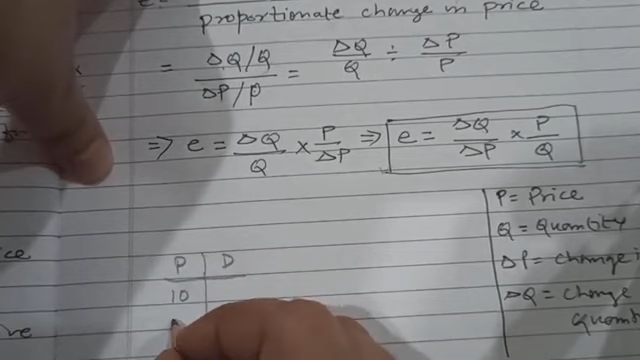 e =
proportionate change in price
= ΔQ/Q / ΔP/P = ΔQ/Q ÷ ΔP/P
⇒ e = ΔQ/Q × P/ΔP ⇒ e = ΔQ/ΔP × P/Q
P = Price
Q = Quantity
ΔP = change
ΔQ = change
P | D
10